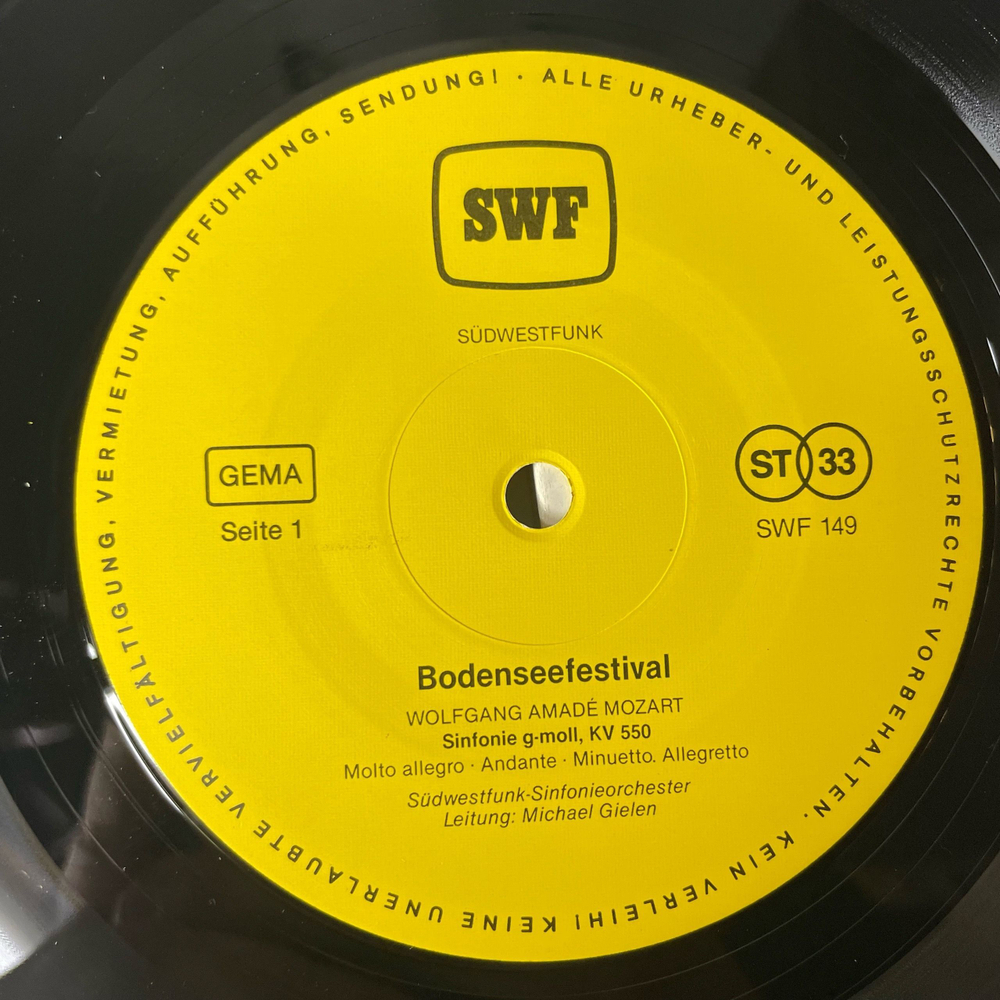 ALLE URHEBER- UND LEISTUNGSSCHUTZRECHTE VORBEHALTEN. KEIN VERLEIH! KEINE UNERLAUBTE VERVIELFÄLTIGUNG, VERMIETUNG, AUFFÜHRUNG, SENDUNG! ·
SWF
SÜDWESTFUNK
GEMA
Seite 1
ST 33
SWF 149
Bodenseefestival
WOLFGANG AMADÉ MOZART
Sinfonie g-moll, KV 550
Molto allegro · Andante · Minuetto. Allegretto
Südwestfunk-Sinfonieorchester
Leitung: Michael Gielen